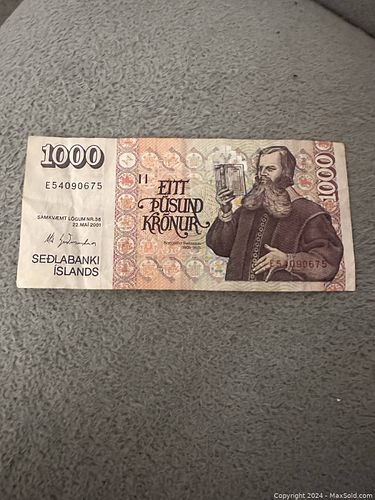 1000
E54090675
SAMKVÆMT LÖGUM NR. 36
22. MAÍ 2001
SEÐLABANKI
ÍSLANDS
EITT
ÞÚSUND
KRÓNUR
1000
E54090675
Copyright © 2024 - MaxSold.com